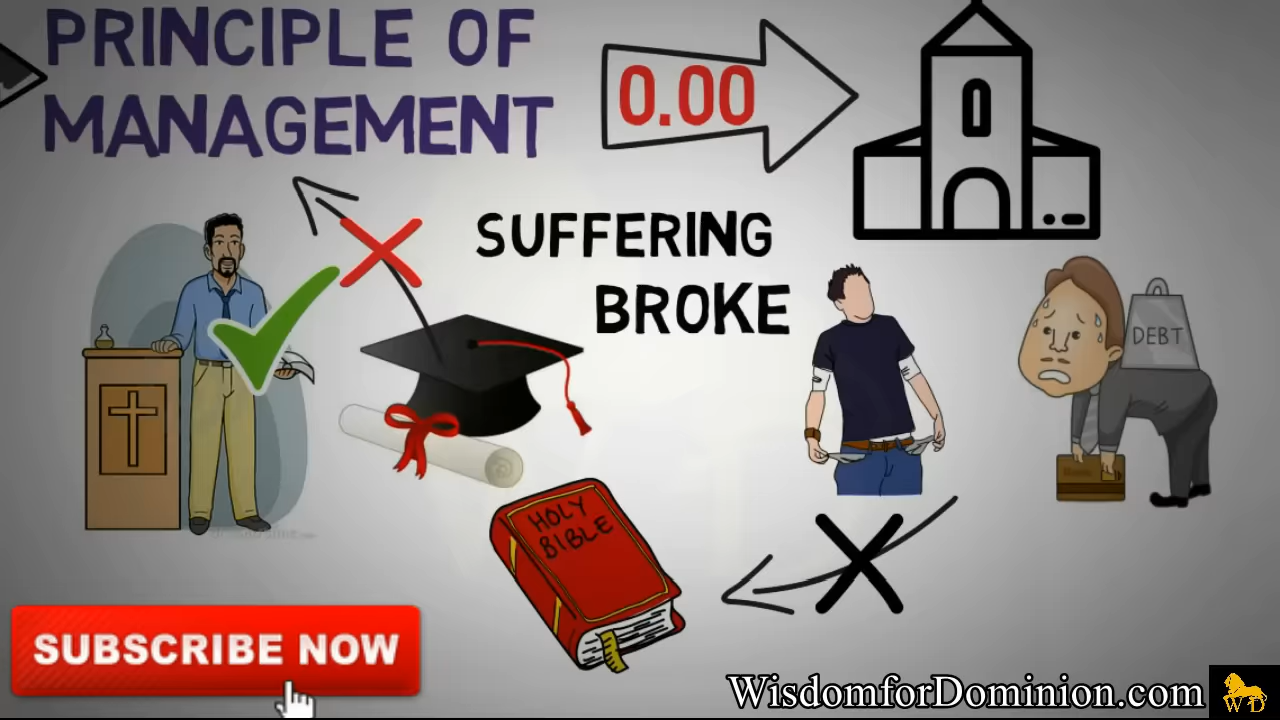 PRINCIPLE OF
MANAGEMENT
0.00
SUFFERING
BROKE
DEBT
HOLY
BIBLE
SUBSCRIBE NOW
WisdomforDominion.com
WD